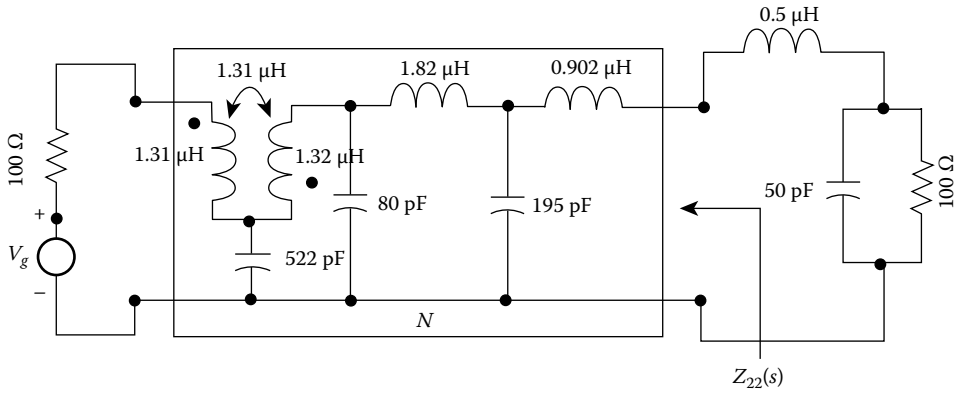 0.5 μH
1.31 μH
1.82 μH
0.902 μH
100 Ω
1.31 μH
1.32 μH
80 pF
195 pF
50 pF
100 Ω
+
V_g
−
522 pF
N
Z_22(s)